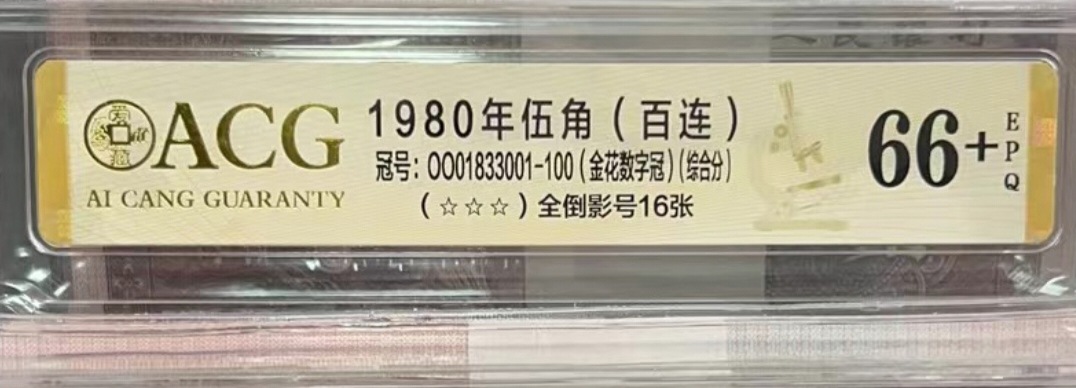 ACG
AI CANG GUARANTY
1980年伍角(百连)
冠号:OO01833001-100(金花数字冠)(综合分)
(☆☆☆)全倒影号16张
66+
EPQ